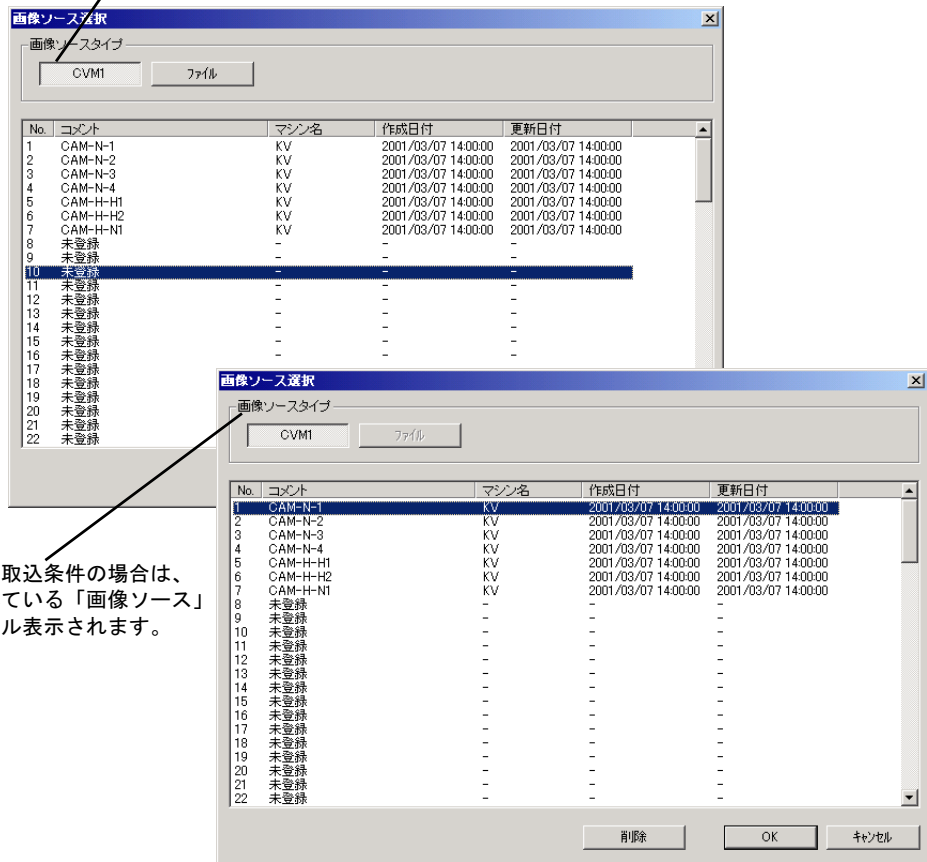 画像ソース選択
画像ソースタイプ
CVM1 ファイル
No. コメント マシン名 作成日付 更新日付
1 CAM-N-1 KV 2001/03/07 14:00:00 2001/03/07 14:00:00
2 CAM-N-2 KV 2001/03/07 14:00:00 2001/03/07 14:00:00
3 CAM-N-3 KV 2001/03/07 14:00:00 2001/03/07 14:00:00
4 CAM-N-4 KV 2001/03/07 14:00:00 2001/03/07 14:00:00
5 CAM-H-H1 KV 2001/03/07 14:00:00 2001/03/07 14:00:00
6 CAM-H-H2 KV 2001/03/07 14:00:00 2001/03/07 14:00:00
7 CAM-H-N1 KV 2001/03/07 14:00:00 2001/03/07 14:00:00
8 未登録 - - -
9 未登録 - - -
10 未登録 - - -
11 未登録 - - -
12 未登録 - - -
13 未登録 - - -
14 未登録 - - -
15 未登録 - - -
16 未登録 - - -
17 未登録
18 未登録
19 未登録
20 未登録
21 未登録
22 未登録
画像ソース選択
画像ソースタイプ
CVM1 ファイル
No. コメント マシン名 作成日付 更新日付
1 CAM-N-1 KV 2001/03/07 14:00:00 2001/03/07 14:00:00
2 CAM-N-2 KV 2001/03/07 14:00:00 2001/03/07 14:00:00
3 CAM-N-3 KV 2001/03/07 14:00:00 2001/03/07 14:00:00
4 CAM-N-4 KV 2001/03/07 14:00:00 2001/03/07 14:00:00
5 CAM-H-H1 KV 2001/03/07 14:00:00 2001/03/07 14:00:00
6 CAM-H-H2 KV 2001/03/07 14:00:00 2001/03/07 14:00:00
7 CAM-H-N1 KV 2001/03/07 14:00:00 2001/03/07 14:00:00
8 未登録 - - -
9 未登録 - - -
10 未登録 - - -
11 未登録 - - -
12 未登録 - - -
13 未登録 - - -
14 未登録 - - -
15 未登録 - - -
16 未登録 - - -
17 未登録 - - -
18 未登録 - - -
19 未登録 - - -
20 未登録 - - -
21 未登録 - - -
22 未登録 - - -
削除 OK キャンセル
取込条件の場合は、
ている「画像ソース」
ル表示されます。